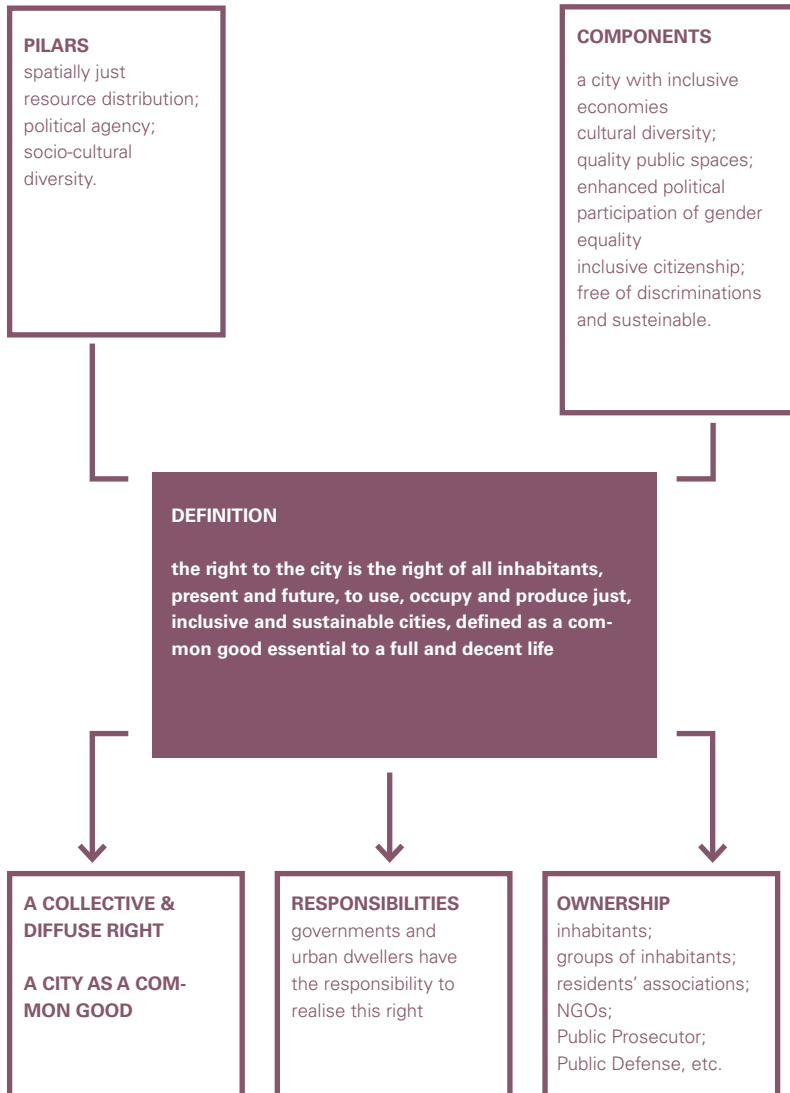 PILARS
spatially just
resource distribution;
political agency;
socio-cultural
diversity.
COMPONENTS
a city with inclusive
economies
cultural diversity;
quality public spaces;
enhanced political
participation of gender
equality
inclusive citizenship;
free of discriminations
and susteinable.
DEFINITION
the right to the city is the right of all inhabitants,
present and future, to use, occupy and produce just,
inclusive and sustainable cities, defined as a com-
mon good essential to a full and decent life
A COLLECTIVE &
DIFFUSE RIGHT
A CITY AS A COM-
MON GOOD
RESPONSIBILITIES
governments and
urban dwellers have
the responsibility to
realise this right
OWNERSHIP
inhabitants;
groups of inhabitants;
residents’ associations;
NGOs;
Public Prosecutor;
Public Defense, etc.